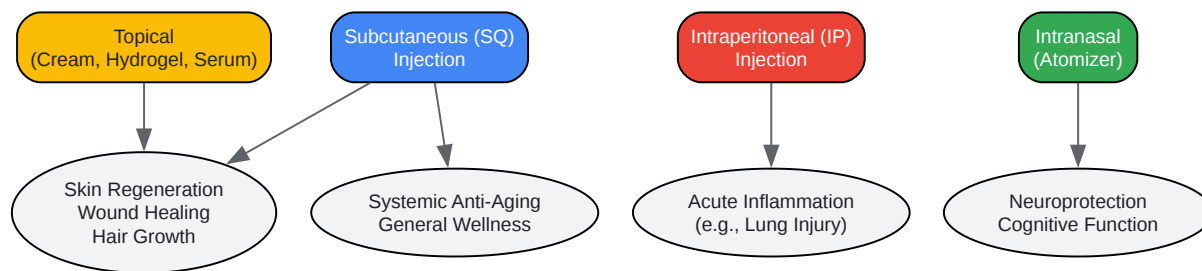 Topical
(Cream, Hydrogel, Serum)
Subcutaneous (SQ)
Injection
Intraperitoneal (IP)
Injection
Intranasal
(Atomizer)
Skin Regeneration
Wound Healing
Hair Growth
Systemic Anti-Aging
General Wellness
Acute Inflammation
(e.g., Lung Injury)
Neuroprotection
Cognitive Function